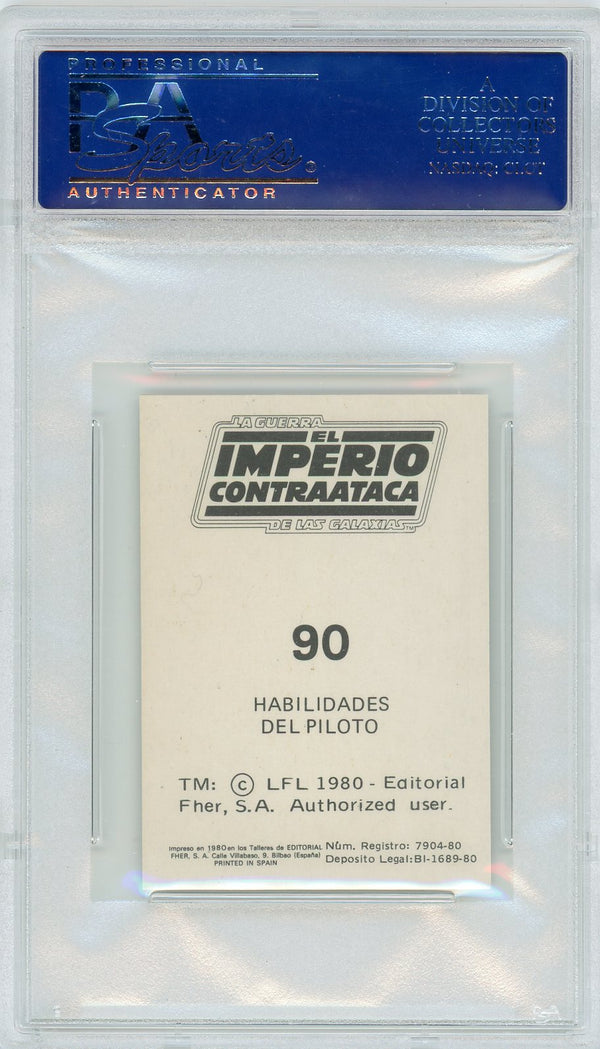 PROFESSIONAL
PSA
Sports
AUTHENTICATOR
A
DIVISION OF
COLLECTORS
UNIVERSE
NASDAQ: CLCT
LA GUERRA
EL
IMPERIO
CONTRAATACA
DE LAS GALAXIAS™
90
HABILIDADES
DEL PILOTO
TM: © LFL 1980 - Editorial
Fher, S.A. Authorized user.
Impreso en 1980 en los Talleres de EDITORIAL
FHER, S. A. Calle Villabaso, 9, Bilbao (España)
PRINTED IN SPAIN
Núm. Registro: 7904-80
Deposito Legal: BI-1689-80
PSA